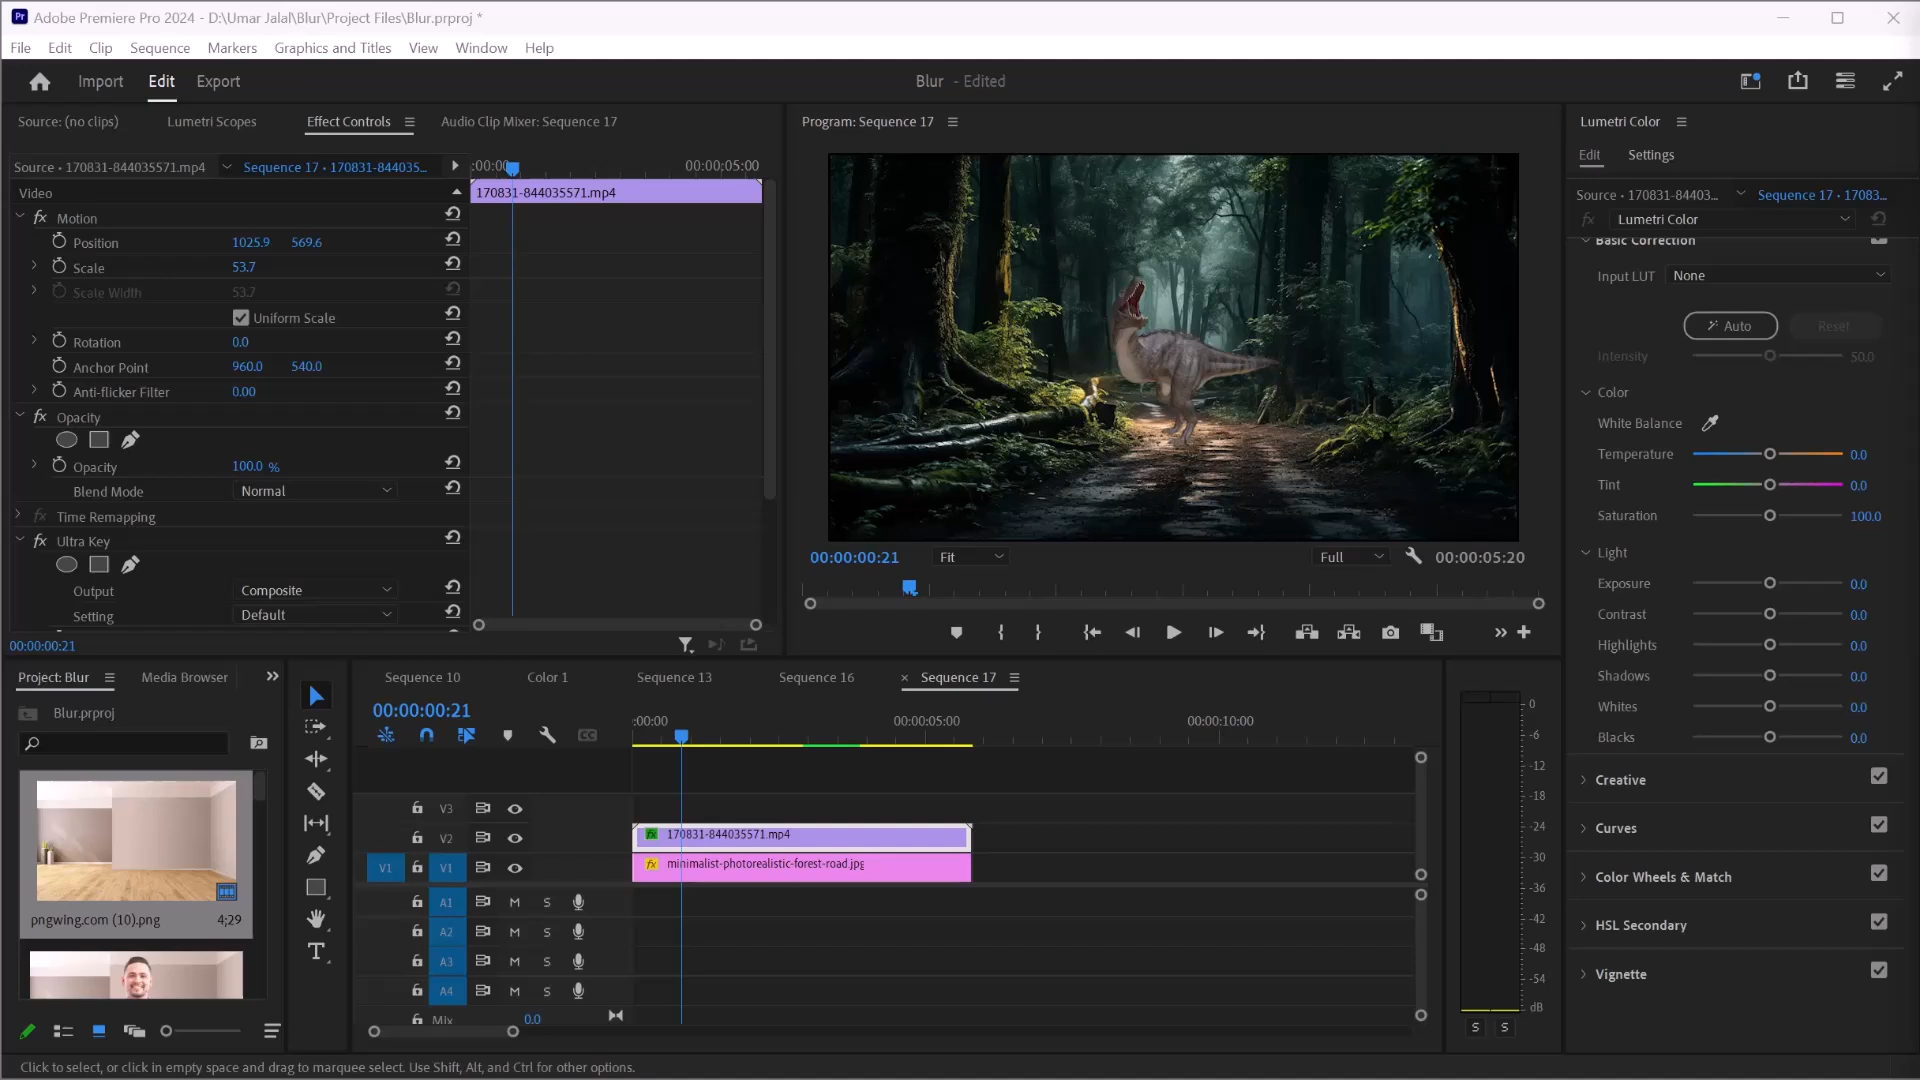 Pr Adobe Premiere Pro 2024 - D:\Umar Jalal\Blur\Project Files\Blur.prproj *
File Edit Clip Sequence Markers Graphics and Titles View Window Help
Import Edit Export
Blur - Edited
Source: (no clips) Lumetri Scopes Effect Controls Audio Clip Mixer: Sequence 17
Source • 170831-844035571.mp4 Sequence 17 • 170831-844035...
:00:00 00:00:05:00
Video
170831-844035571.mp4
fx Motion
Position 1025.9 569.6
Scale 53.7
Scale Width 53.7
Uniform Scale
Rotation 0.0
Anchor Point 960.0 540.0
Anti-flicker Filter 0.00
fx Opacity
Opacity 100.0 %
Blend Mode Normal
fx Time Remapping
fx Ultra Key
Output Composite
Setting Default
00:00:00:21
Program: Sequence 17
00:00:00:21 Fit Full 00:00:05:20
Lumetri Color
Edit Settings
Source • 170831-84403... Sequence 17 • 17083...
fx Lumetri Color
Basic Correction
Input LUT None
Auto Reset
Intensity 50.0
Color
White Balance
Temperature 0.0
Tint 0.0
Saturation 100.0
Light
Exposure 0.0
Contrast 0.0
Highlights 0.0
Shadows 0.0
Whites 0.0
Blacks 0.0
Creative
Curves
Color Wheels & Match
HSL Secondary
Vignette
Project: Blur Media Browser
Blur.prproj
pngwing.com (10).png 4;29
Sequence 10 Color 1 Sequence 13 Sequence 16 × Sequence 17
00:00:00:21
:00:00 00:00:05:00 00:00:10:00
CC
V3
V2
fx 170831-844035571.mp4
V1 V1
fx minimalist-photorealistic-forest-road.jpg
A1 M S
A2 M S
A3 M S
A4 M S
Mix 0.0
T
0
-6
-12
-18
-24
-30
-36
-42
-48
-54
dB
S S
Click to select, or click in empty space and drag to marquee select. Use Shift, Alt, and Ctrl for other options.